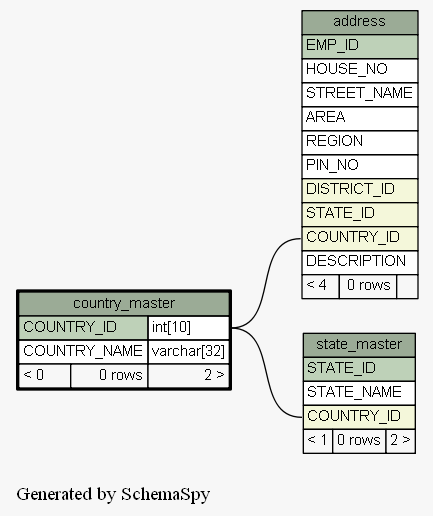 address
EMP_ID
HOUSE_NO
STREET_NAME
AREA
REGION
PIN_NO
DISTRICT_ID
STATE_ID
COUNTRY_ID
DESCRIPTION
< 4 0 rows
country_master
COUNTRY_ID int[10]
COUNTRY_NAME varchar[32]
< 0 0 rows 2 >
state_master
STATE_ID
STATE_NAME
COUNTRY_ID
< 1 0 rows 2 >
Generated by SchemaSpy